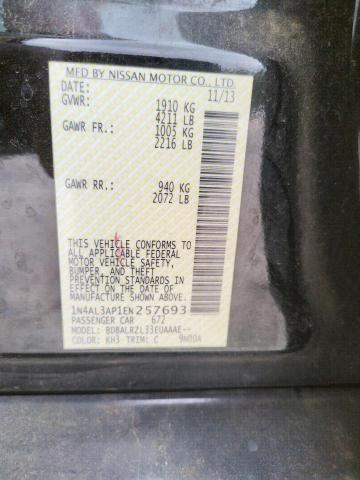 MFD BY NISSAN MOTOR CO., LTD.
DATE: 11/13
GVWR: 1910 KG
4211 LB
GAWR FR.: 1005 KG
2216 LB
GAWR RR.: 940 KG
2072 LB
THIS VEHICLE CONFORMS TO
ALL APPLICABLE FEDERAL
MOTOR VEHICLE SAFETY,
BUMPER, AND THEFT
PREVENTION STANDARDS IN
EFFECT ON THE DATE OF
MANUFACTURE SHOWN ABOVE.
1N4AL3AP1EN257693
PASSENGER CAR 672
MODEL: BDBALRZL33EUAAAE--
COLOR: KH3 TRIM: C